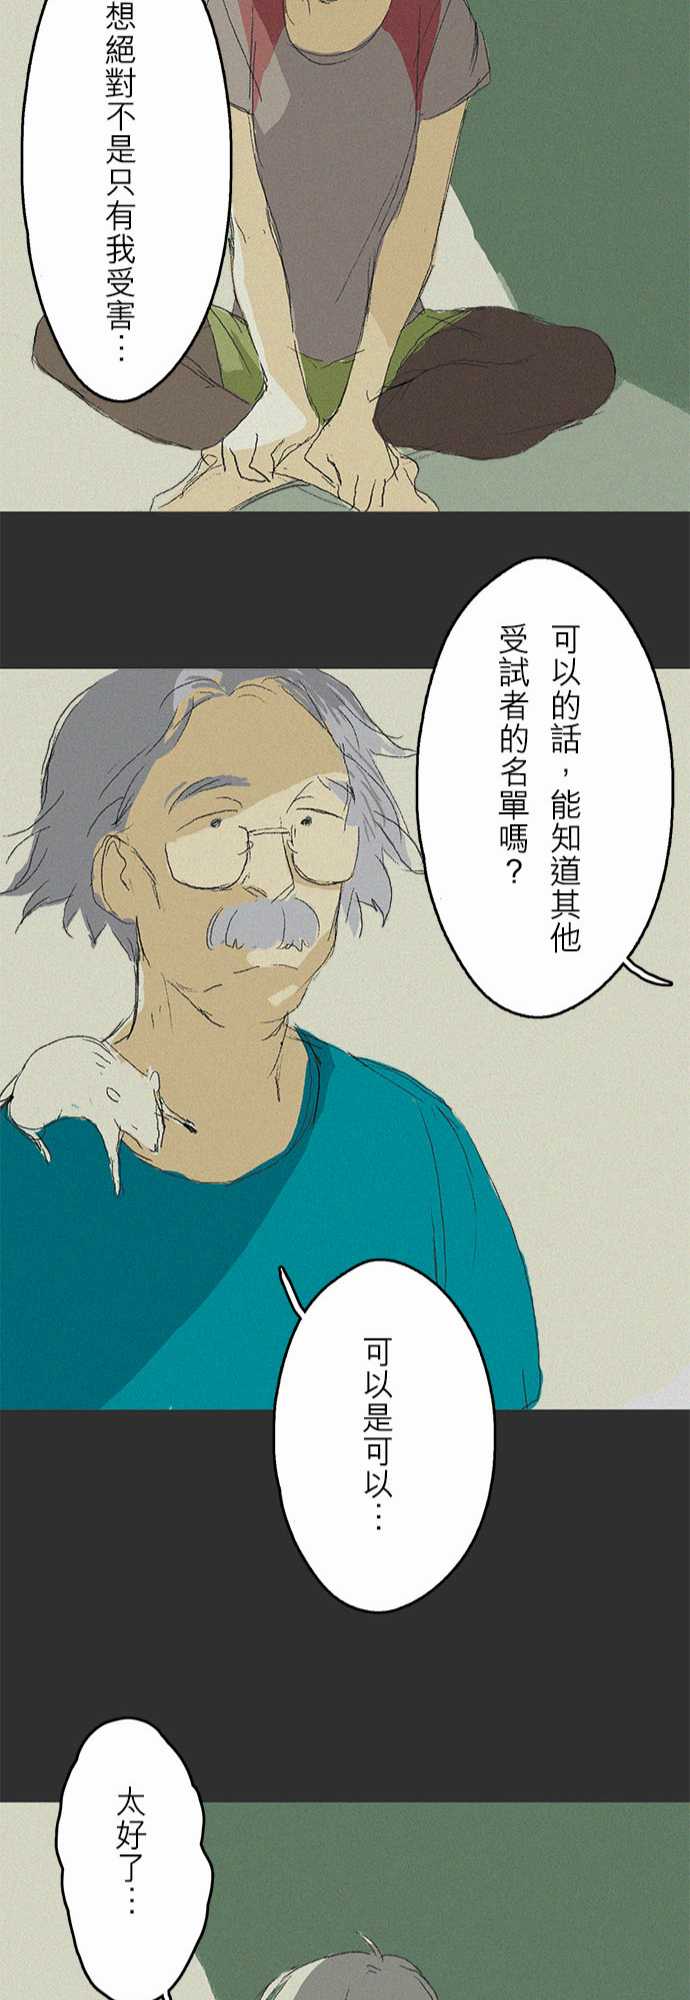 想絕對不是只有我受害…
可以的話，能知道其他
受試者的名單嗎？
可以是可以…
太好了…